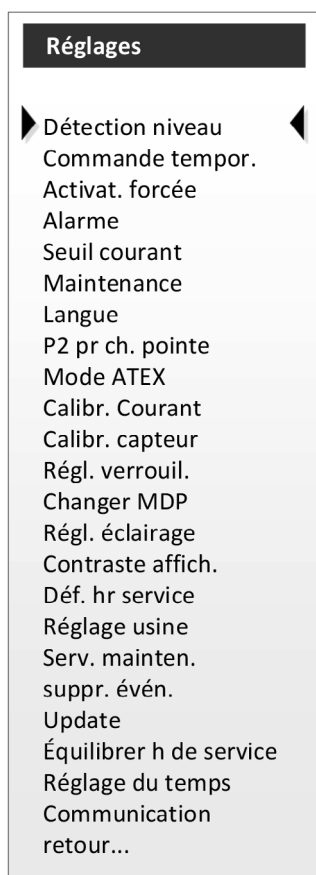 Réglages
Détection niveau
Commande tempor.
Activat. forcée
Alarme
Seuil courant
Maintenance
Langue
P2 pr ch. pointe
Mode ATEX
Calibr. Courant
Calibr. capteur
Régl. verrouil.
Changer MDP
Régl. éclairage
Contraste affich.
Déf. hr service
Réglage usine
Serv. mainten.
suppr. évén.
Update
Équilibrer h de service
Réglage du temps
Communication
retour...